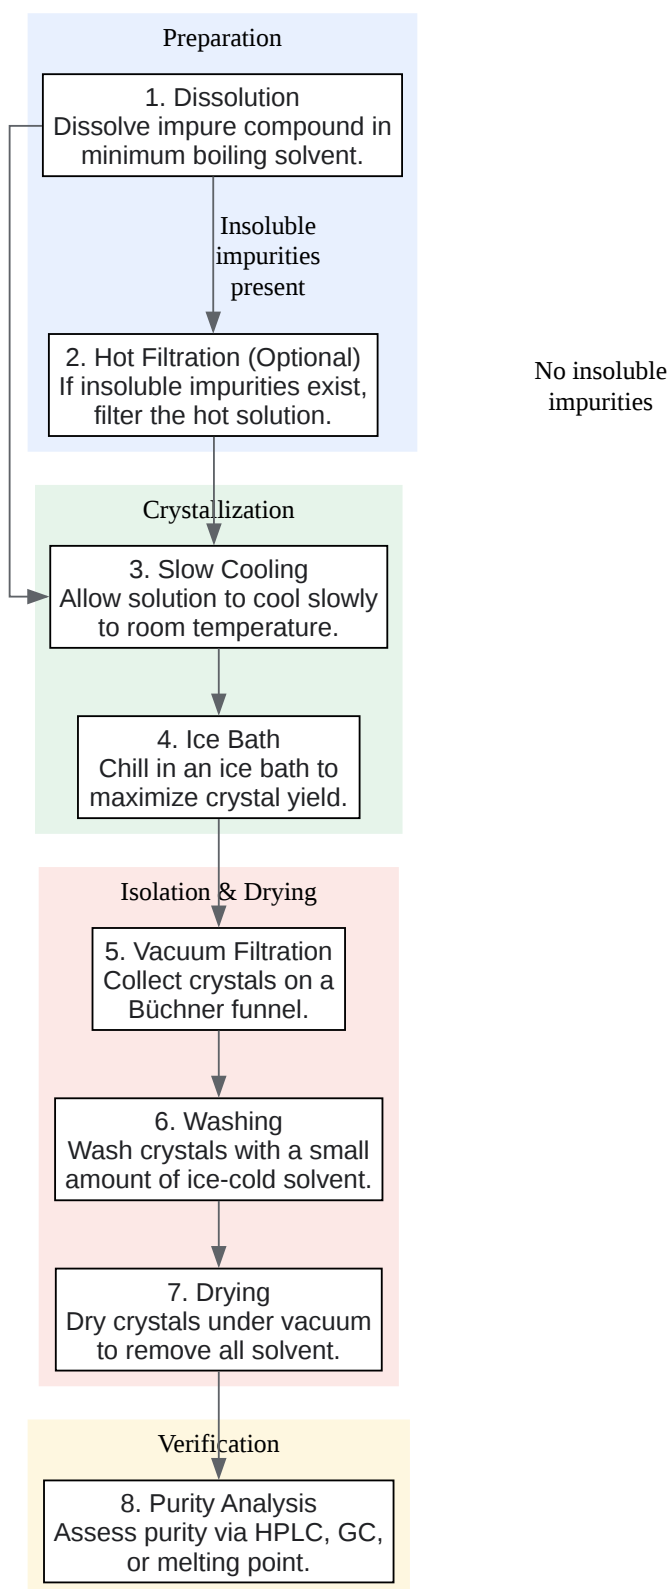 Preparation
1. Dissolution
Dissolve impure compound in
minimum boiling solvent.
Insoluble
impurities
present
2. Hot Filtration (Optional)
If insoluble impurities exist,
filter the hot solution.
No insoluble
impurities
Crystallization
3. Slow Cooling
Allow solution to cool slowly
to room temperature.
4. Ice Bath
Chill in an ice bath to
maximize crystal yield.
Isolation & Drying
5. Vacuum Filtration
Collect crystals on a
Büchner funnel.
6. Washing
Wash crystals with a small
amount of ice-cold solvent.
7. Drying
Dry crystals under vacuum
to remove all solvent.
Verification
8. Purity Analysis
Assess purity via HPLC, GC,
or melting point.